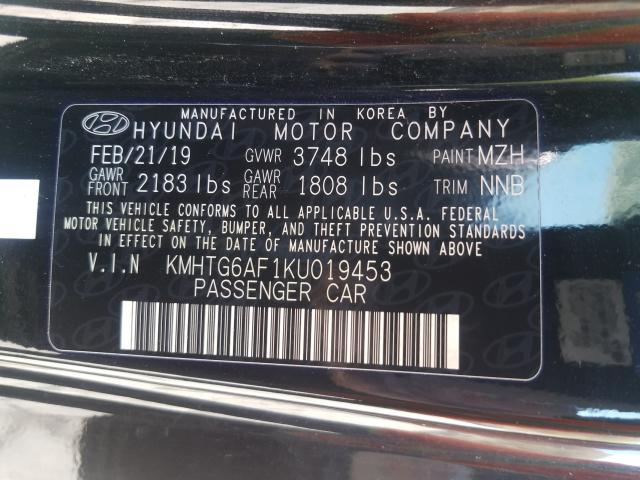 MANUFACTURED IN KOREA BY
HYUNDAI MOTOR COMPANY
FEB/21/19 GVWR 3748 lbs PAINT MZH
GAWR FRONT 2183 lbs GAWR REAR 1808 lbs TRIM NNB
THIS VEHICLE CONFORMS TO ALL APPLICABLE U.S.A. FEDERAL
MOTOR VEHICLE SAFETY, BUMPER, AND THEFT PREVENTION STANDARDS
IN EFFECT ON THE DATE OF MANUFACTURE SHOWN ABOVE.
V.I.N KMHTG6AF1KU019453
PASSENGER CAR